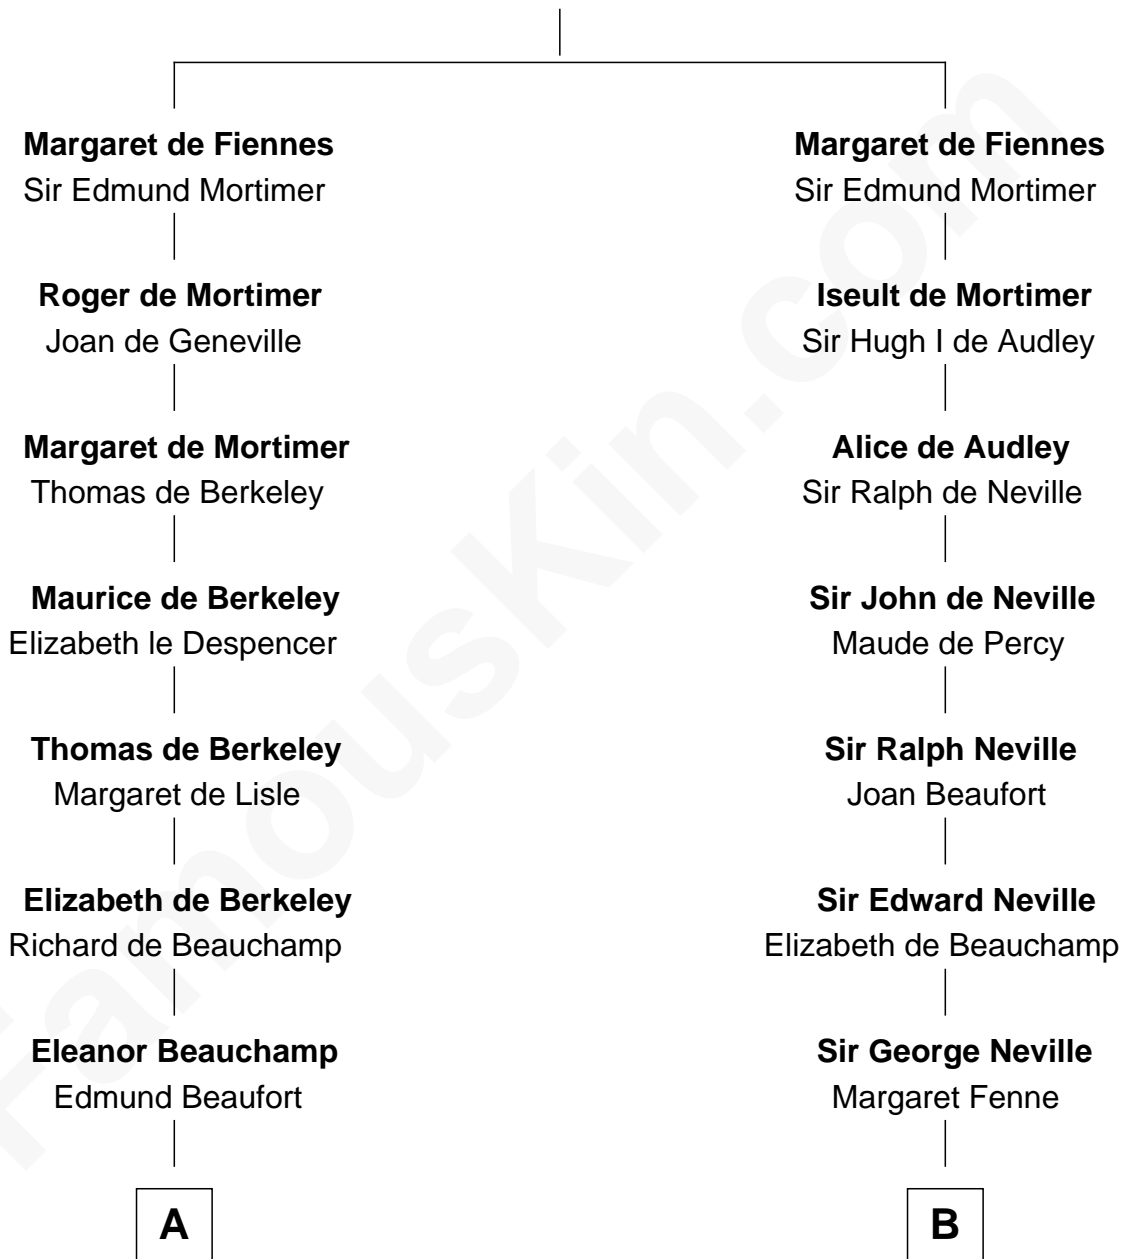 Margaret de Fiennes
Sir Edmund Mortimer
Roger de Mortimer
Joan de Geneville
Margaret de Mortimer
Thomas de Berkeley
Maurice de Berkeley
Elizabeth le Despencer
Thomas de Berkeley
Margaret de Lisle
Elizabeth de Berkeley
Richard de Beauchamp
Eleanor Beauchamp
Edmund Beaufort
A
Margaret de Fiennes
Sir Edmund Mortimer
Iseult de Mortimer
Sir Hugh I de Audley
Alice de Audley
Sir Ralph de Neville
Sir John de Neville
Maude de Percy
Sir Ralph Neville
Joan Beaufort
Sir Edward Neville
Elizabeth de Beauchamp
Sir George Neville
Margaret Fenne
B
FamousKin.com